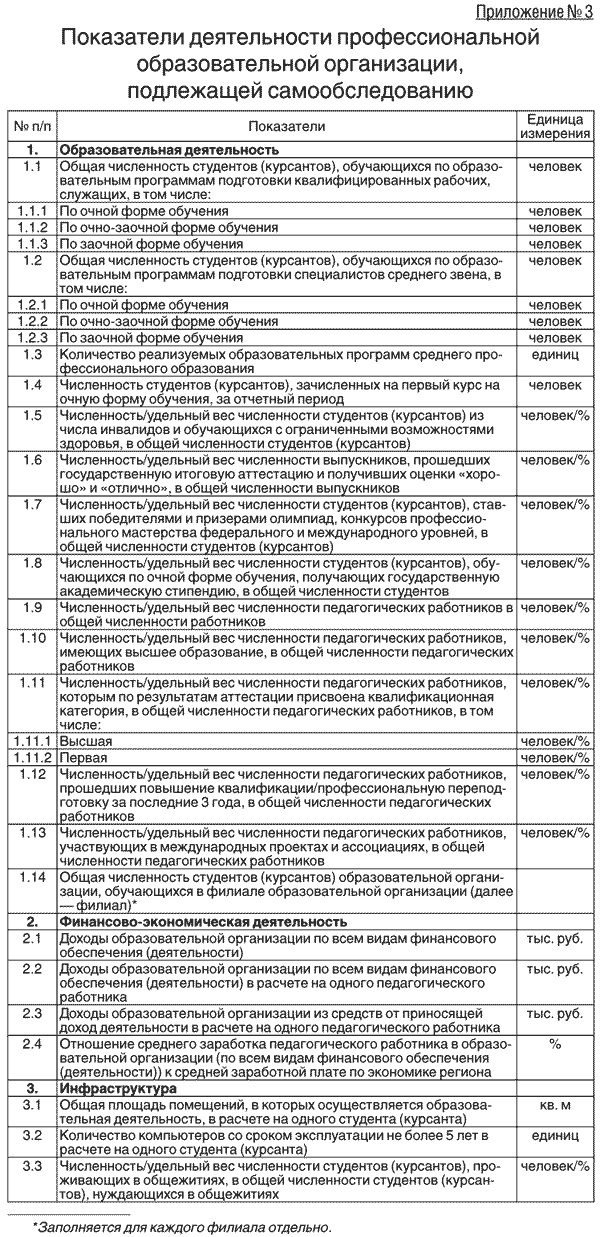 Приложение № 3
Показатели деятельности профессиональной
образовательной организации,
подлежащей самообследованию
№ п/п Показатели Единица
измерения
1. Образовательная деятельность
1.1 Общая численность студентов (курсантов), обучающихся по образо- человек
вательным программам подготовки квалифицированных рабочих,
служащих, в том числе:
1.1.1 По очной форме обучения человек
1.1.2 По очно-заочной форме обучения человек
1.1.3 По заочной форме обучения человек
1.2 Общая численность студентов (курсантов), обучающихся по образо- человек
вательным программам подготовки специалистов среднего звена, в
том числе:
1.2.1 По очной форме обучения человек
1.2.2 По очно-заочной форме обучения человек
1.2.3 По заочной форме обучения человек
1.3 Количество реализуемых образовательных программ среднего про- единиц
фессионального образования
1.4 Численность студентов (курсантов), зачисленных на первый курс на человек
очную форму обучения, за отчетный период
1.5 Численность/удельный вес численности студентов (курсантов) из человек/%
числа инвалидов и обучающихся с ограниченными возможностями
здоровья, в общей численности студентов (курсантов)
1.6 Численность/удельный вес численности выпускников, прошедших человек/%
государственную итоговую аттестацию и получивших оценки «хоро-
шо» и «отлично», в общей численности выпускников
1.7 Численность/удельный вес численности студентов (курсантов), став- человек/%
ших победителями и призерами олимпиад, конкурсов профессио-
нального мастерства федерального и международного уровней, в
общей численности студентов (курсантов)
1.8 Численность/удельный вес численности студентов (курсантов), обу- человек/%
чающихся по очной форме обучения, получающих государственную
академическую стипендию, в общей численности студентов
1.9 Численность/удельный вес численности педагогических работников в человек/%
общей численности работников
1.10 Численность/удельный вес численности педагогических работников, человек/%
имеющих высшее образование, в общей численности педагогических
работников
1.11 Численность/удельный вес численности педагогических работников, человек/%
которым по результатам аттестации присвоена квалификационная
категория, в общей численности педагогических работников, в том
числе:
1.11.1 Высшая человек/%
1.11.2 Первая человек/%
1.12 Численность/удельный вес численности педагогических работников, человек/%
прошедших повышение квалификации/профессиональную перепод-
готовку за последние 3 года, в общей численности педагогических
работников
1.13 Численность/удельный вес численности педагогических работников, человек/%
участвующих в международных проектах и ассоциациях, в общей
численности педагогических работников
1.14 Общая численность студентов (курсантов) образовательной органи-
зации, обучающихся в филиале образовательной организации (далее
— филиал)*
2. Финансово-экономическая деятельность
2.1 Доходы образовательной организации по всем видам финансового тыс. руб.
обеспечения (деятельности)
2.2 Доходы образовательной организации по всем видам финансового тыс. руб.
обеспечения (деятельности) в расчете на одного педагогического
работника
2.3 Доходы образовательной организации из средств от приносящей тыс. руб.
доход деятельности в расчете на одного педагогического работника
2.4 Отношение среднего заработка педагогического работника в образо- %
вательной организации (по всем видам финансового обеспечения
(деятельности)) к средней заработной плате по экономике региона
3. Инфраструктура
3.1 Общая площадь помещений, в которых осуществляется образова- кв. м
тельная деятельность, в расчете на одного студента (курсанта)
3.2 Количество компьютеров со сроком эксплуатации не более 5 лет в единиц
расчете на одного студента (курсанта)
3.3 Численность/удельный вес численности студентов (курсантов), про- человек/%
живающих в общежитиях, в общей численности студентов (курсан-
тов), нуждающихся в общежитиях
*Заполняется для каждого филиала отдельно.